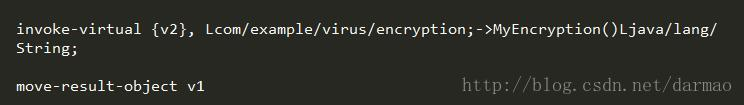 invoke-virtual {v2}, Lcom/example/virus/encryption;->MyEncryption()Ljava/lang/
String;
move-result-object v1
http://blog.csdn.net/darmao